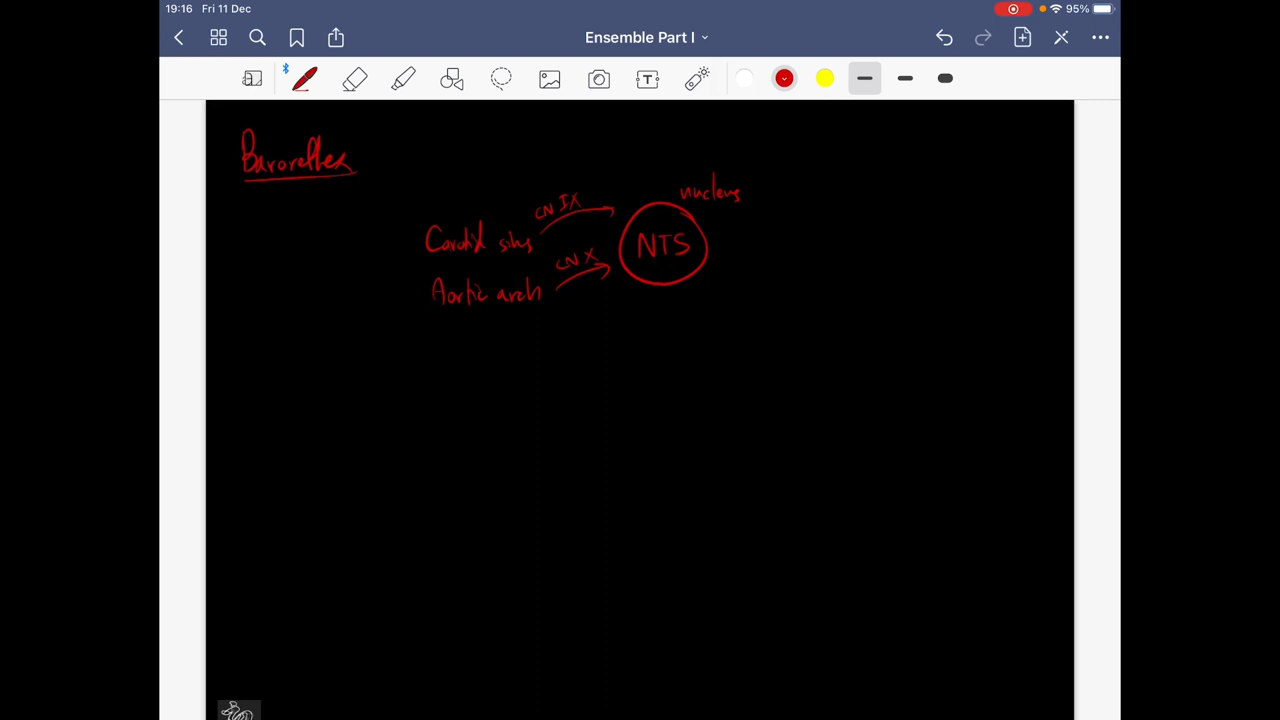 19:16 Fri 11 Dec
95%
Ensemble Part I
T
Baroreflex
nucleus
CN IX
Carotid sinus
NTS
CN X
Aortic arch